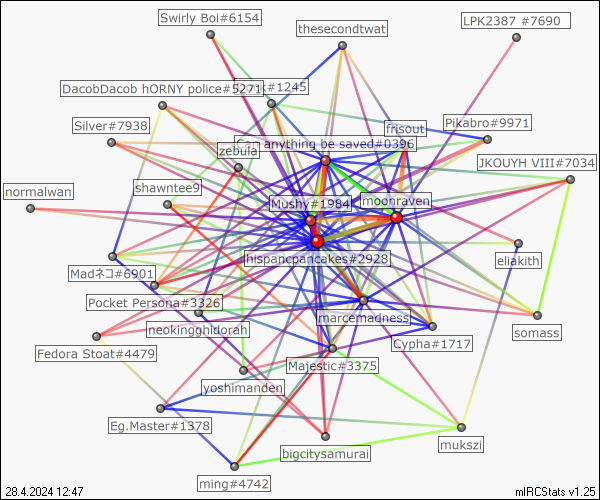 Swirly Boi#6154
LPK2387 #7690
thesecondtwat
DacobDacob hORNY police#5271
#1245
Silver#7938
frisout
Pikabro#9971
Can anything be saved#0396
zebula
JKOUYH VIII#7034
normalwan
shawntee9
Mushy#1984
moonraven
hispancpancakes#2928
eliakith
Madネコ#6901
Pocket Persona#3326
marcemadness
neokingghidorah
somass
Fedora Stoat#4479
Cypha#1717
Majestic#3375
yoshimanden
Eg.Master#1378
mukszi
bigcitysamurai
ming#4742
28.4.2024 12:47
mIRCStats v1.25